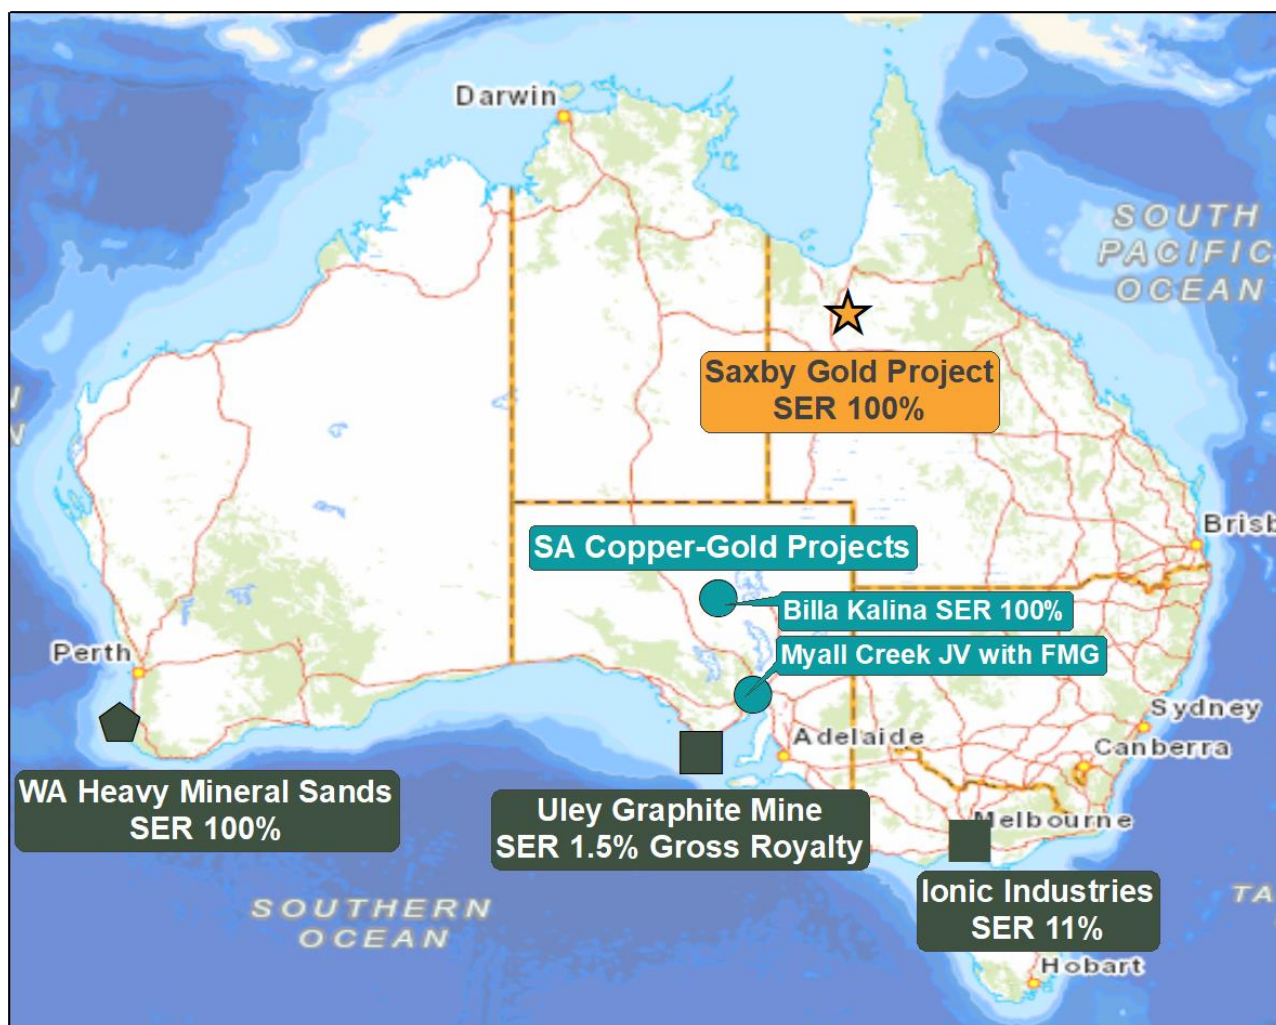 Darwin
SOUTH
PACIFIC
OCEAN
Saxby Gold Project
SER 100%
SA Copper-Gold Projects
Brisb
Billa Kalina SER 100%
Myall Creek JV with FMG
Perth
Sydney
Adelaide
Canberra
WA Heavy Mineral Sands
SER 100%
Uley Graphite Mine
SER 1.5% Gross Royalty
Melbourne
Ionic Industries
SER 11%
SOUTHERN
OCEAN
TA
Hobart